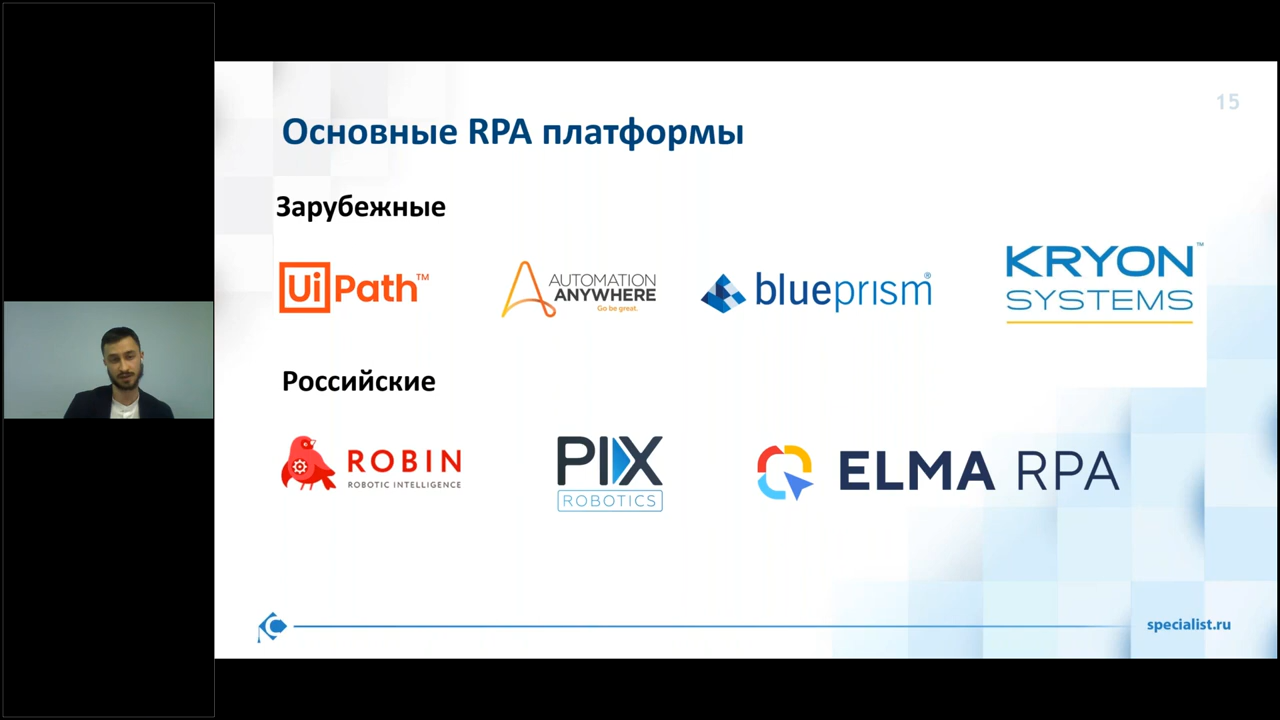 15
Основные RPA платформы
Зарубежные
UiPath™
AUTOMATION
ANYWHERE
Go be great.
blueprism®
KRYON™
SYSTEMS
Российские
ROBIN
ROBOTIC INTELLIGENCE
PIX
ROBOTICS
ELMA RPA
specialist.ru